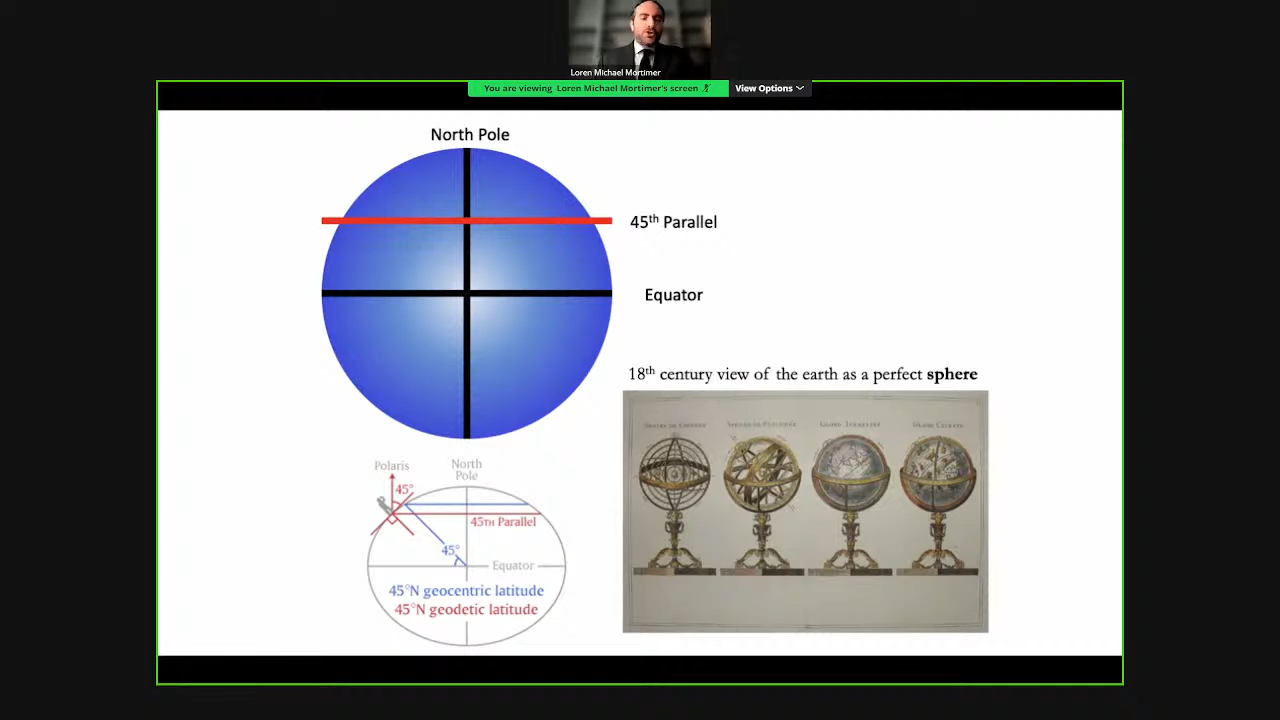 Loren Michael Mortimer
You are viewing Loren Michael Mortimer's screen
View Options
North Pole
45th Parallel
Equator
18th century view of the earth as a perfect sphere
Polaris
North
Pole
45°
45TH Parallel
45°
Equator
45°N geocentric latitude
45°N geodetic latitude